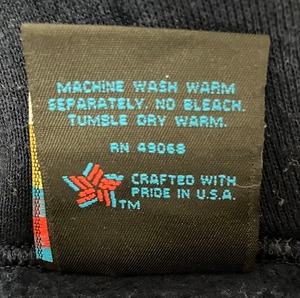 MACHINE WASH WARM
SEPARATELY. NO BLEACH.
TUMBLE DRY WARM.
RN 49068
CRAFTED WITH
PRIDE IN U.S.A.
TM